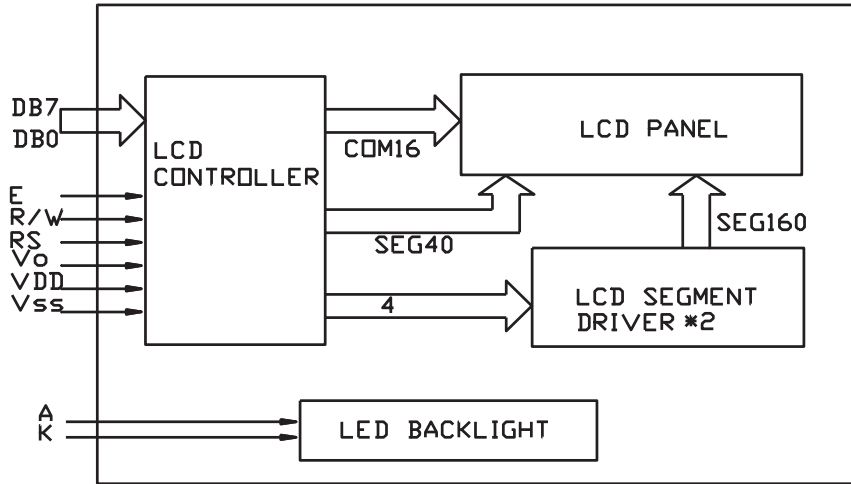 DB7
DB0
E
R/W
RS
Vo
VDD
Vss
LCD
CONTROLLER
COM16
SEG40
4
LCD PANEL
SEG160
LCD SEGMENT
DRIVER *2
A
K
LED BACKLIGHT